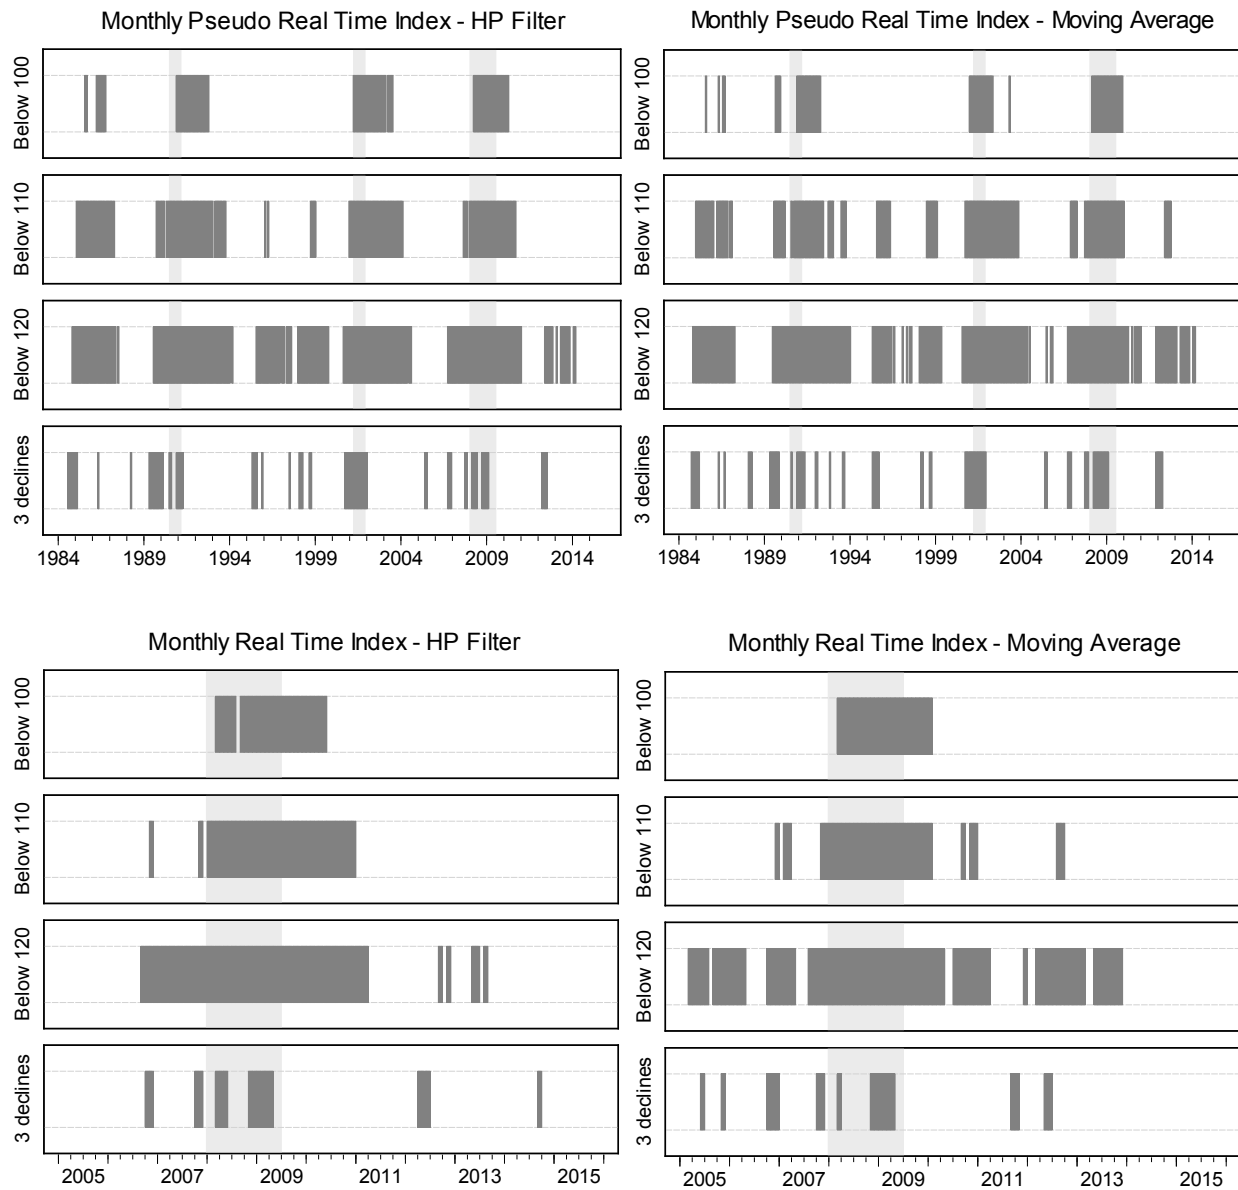 Monthly Pseudo Real Time Index - HP Filter
Below 100
Below 110
Below 120
3 declines
1984 1989 1994 1999 2004 2009 2014
Monthly Pseudo Real Time Index - Moving Average
Below 100
Below 110
Below 120
3 declines
1984 1989 1994 1999 2004 2009 2014
Monthly Real Time Index - HP Filter
Below 100
Below 110
Below 120
3 declines
2005 2007 2009 2011 2013 2015
Monthly Real Time Index - Moving Average
Below 100
Below 110
Below 120
3 declines
2005 2007 2009 2011 2013 2015